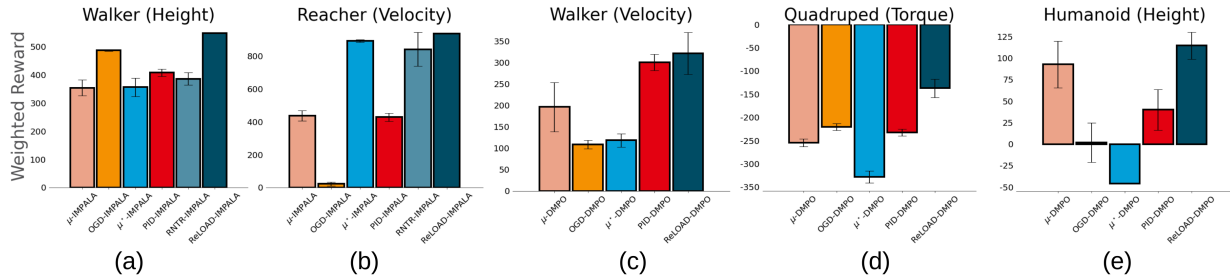 Walker (Height)
Reacher (Velocity)
Walker (Velocity)
Quadruped (Torque)
Humanoid (Height)
Weighted Reward
500
400
300
200
100
0
μ-IMPALA
OGD-IMPALA
μ*-IMPALA
PID-IMPALA
RNTR-IMPALA
ReLOAD-IMPALA
(a)
800
600
400
200
0
μ-IMPALA
OGD-IMPALA
μ*-IMPALA
PID-IMPALA
RNTR-IMPALA
ReLOAD-IMPALA
(b)
350
300
250
200
150
100
50
0
μ-DMPO
OGD-DMPO
μ*-DMPO
PID-DMPO
ReLOAD-DMPO
(c)
0
-50
-100
-150
-200
-250
-300
-350
μ-DMPO
OGD-DMPO
μ*-DMPO
PID-DMPO
ReLOAD-DMPO
(d)
125
100
75
50
25
0
-25
-50
μ-DMPO
OGD-DMPO
μ*-DMPO
PID-DMPO
ReLOAD-DMPO
(e)